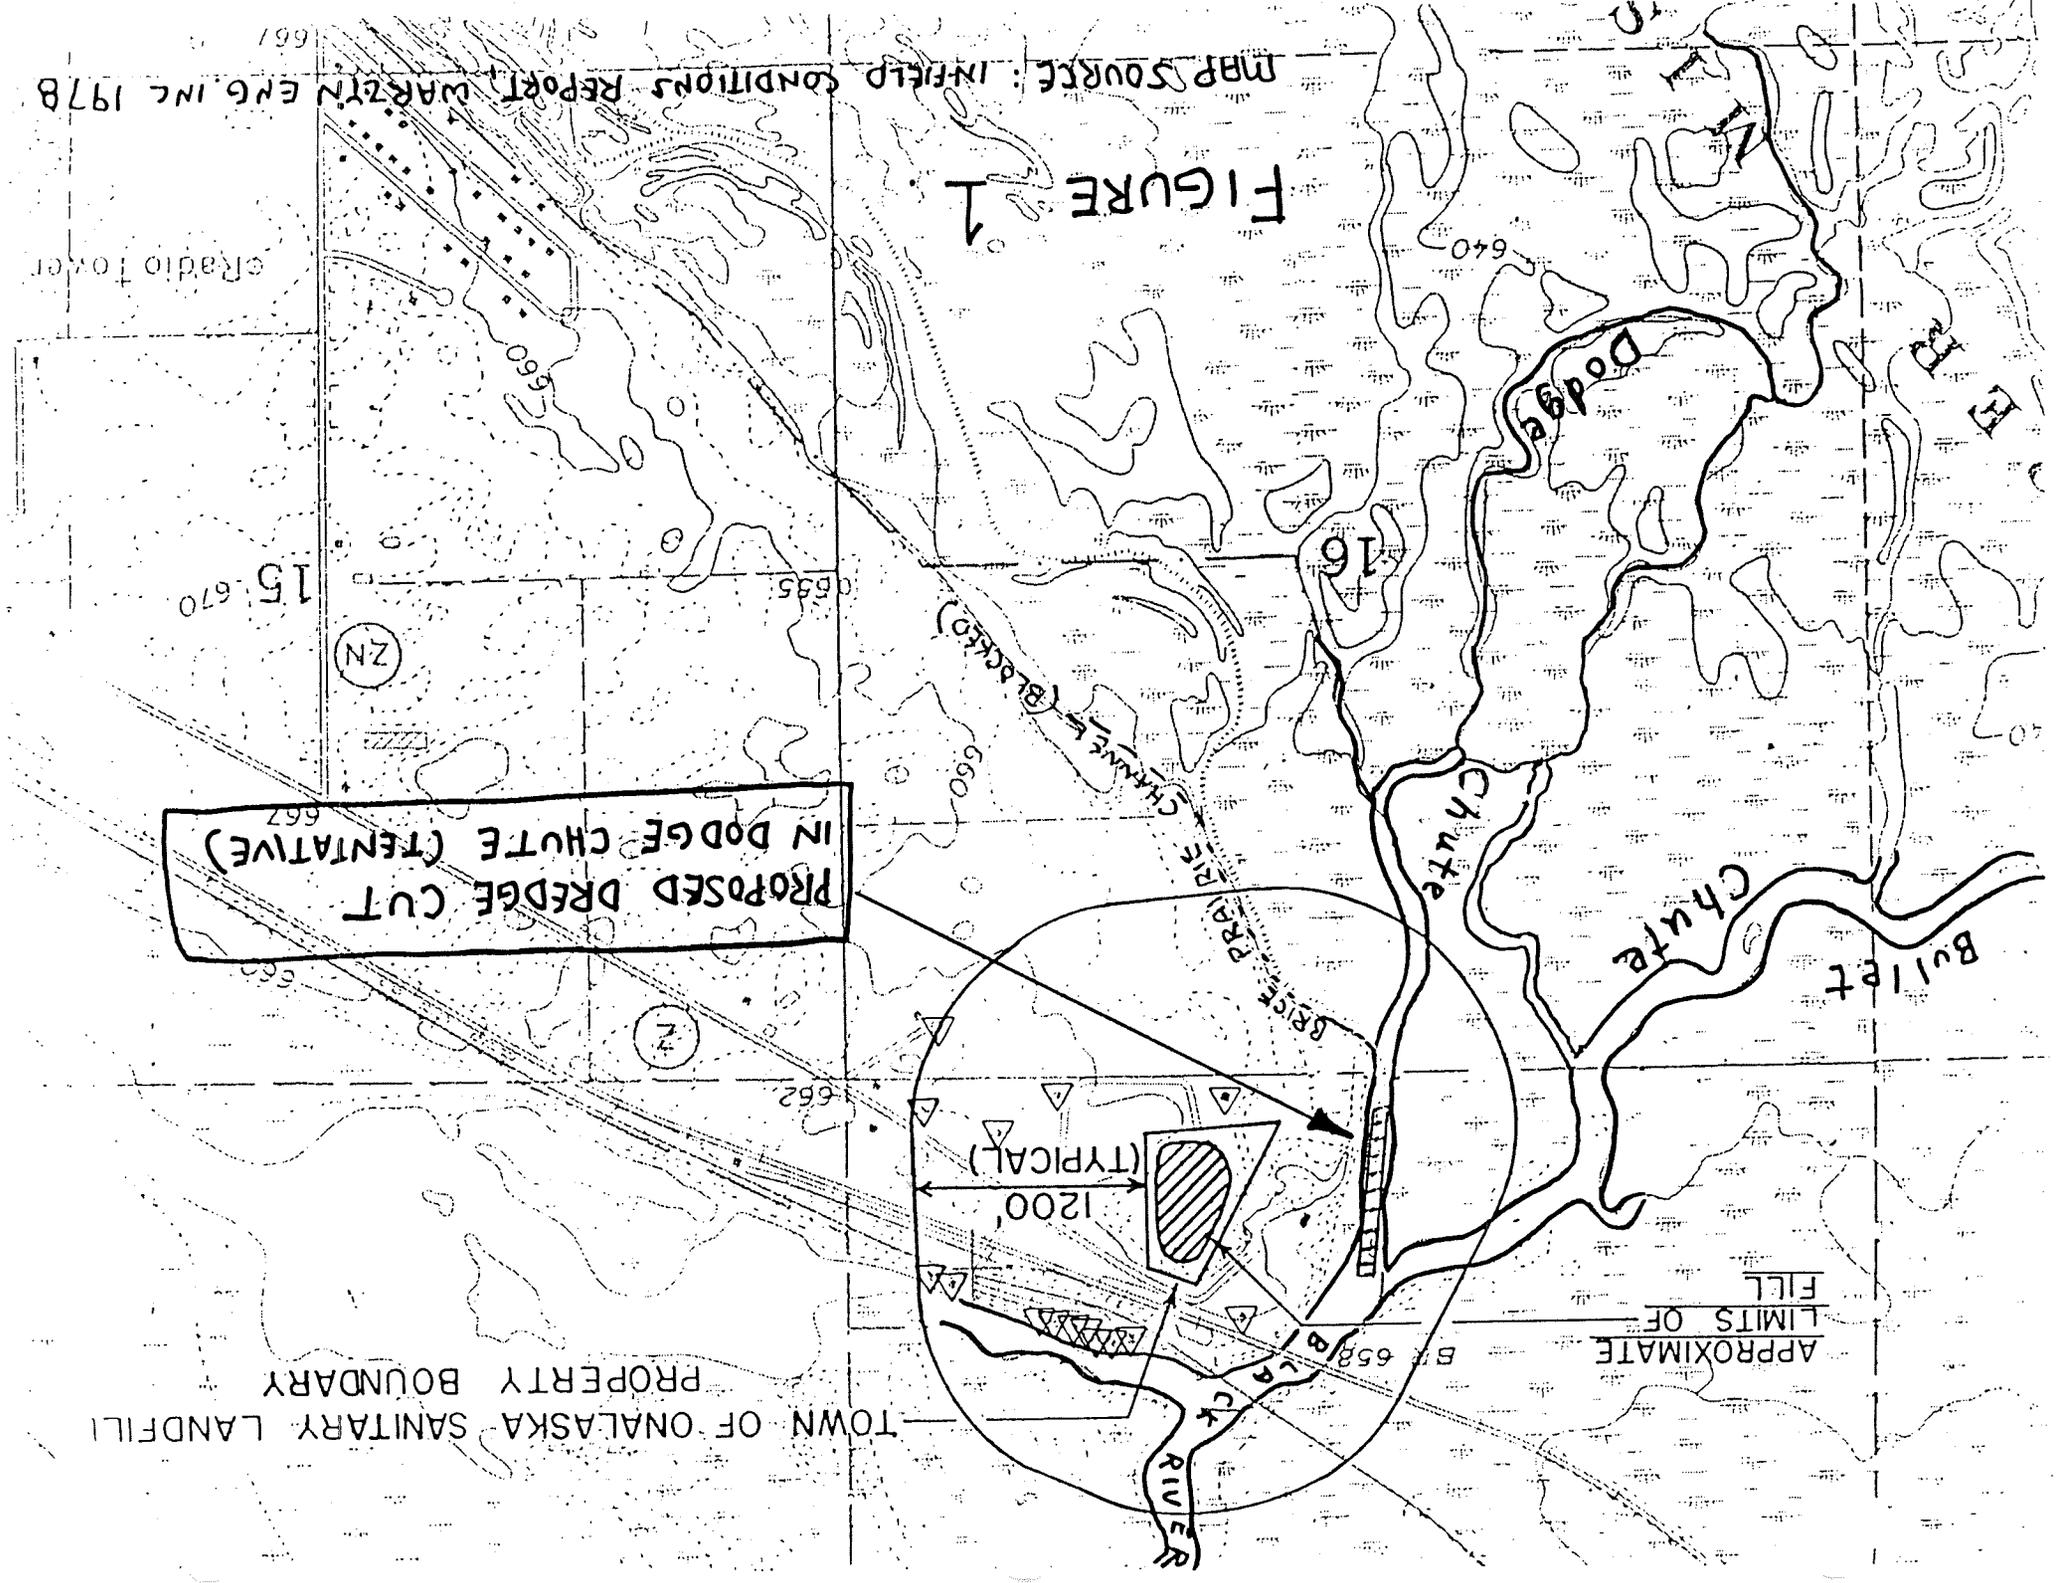 RIVER
BLACK
TOWN OF ONALASKA SANITARY LANDFILL
PROPERTY BOUNDARY
APPROXIMATE
LIMITS OF
FILL
658
1200'
(TYPICAL)
662
2
Bullet
Chute
BRICK PRAIRIE CHANNEL (BLOCKED)
PROPOSED DREDGE CUT
IN DODGE CHUTE (TENTATIVE)
667
660
Chute
2N
15
670
16
Dodge
660
640
Radio Tower
FIGURE 1
MAP SOURCE: INFIELD CONDITIONS REPORT, WARZYN ENG. INC 1978
667